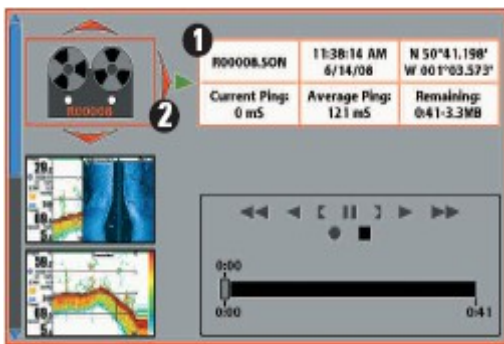 1
R00008.SON
11:38:14 AM
6/14/08
N 50°41.198'
W 001°03.573'
Current Ping:
0 mS
Average Ping:
121 mS
Remaining:
0:41-3.3MB
R00008
2
0:00
0:00
0:41